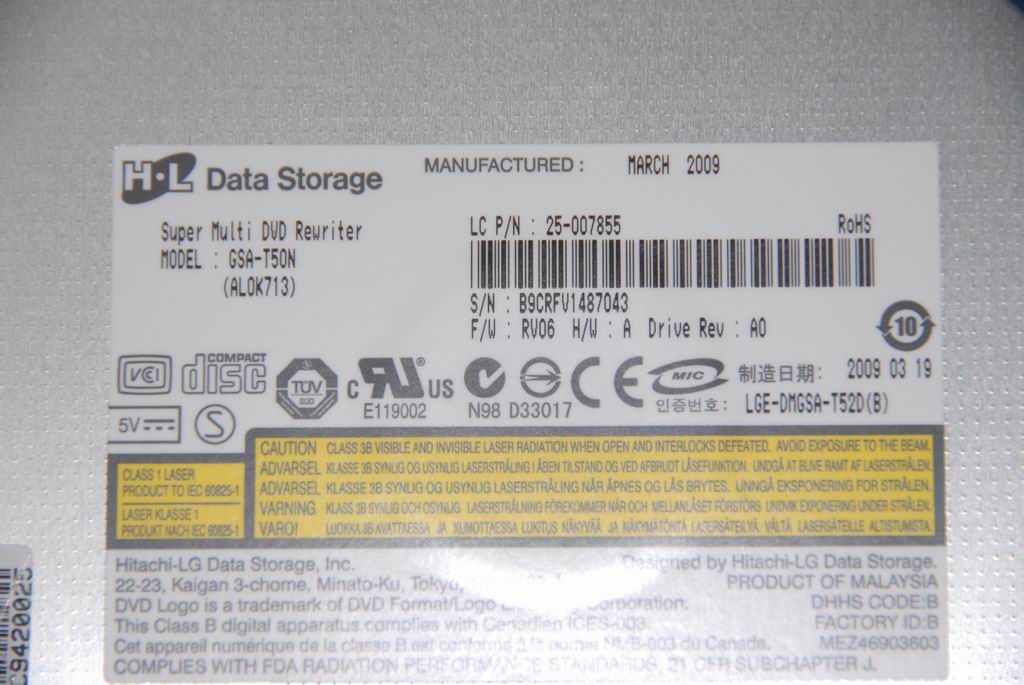 H·L Data Storage
MANUFACTURED : MARCH 2009
Super Multi DVD Rewriter
MODEL : GSA-T50N
(ALOK713)
LC P/N : 25-007855 RoHS
S/N : B9CRFV1487043
F/W : RV06 H/W : A Drive Rev : A0
10
VCI COMPACT disc TÜV SUD c RU® US CE MIC
E119002 N98 D33017
制造日期: 2009 03 19
인증번호: LGE-DMGSA-T52D(B)
5V S
CLASS 1 LASER
PRODUCT TO IEC 60825-1
LASER KLASSE 1
PRODUKT NACH IEC 60825-1
CAUTION CLASS 3B VISIBLE AND INVISIBLE LASER RADIATION WHEN OPEN AND INTERLOCKS DEFEATED. AVOID EXPOSURE TO THE BEAM.
ADVARSEL KLASSE 3B SYNLIG OG USYNLIG LASERSTRÅLING I ÅBEN TILSTAND OG VED AFBRUDT LÅSEFUNKTION. UNDGÅ AT BLIVE RAMT AF LASERSTRÅLEN.
ADVARSEL KLASSE 3B SYNLIG OG USYNLIG LASERSTRÅLING NÅR ÅPNES OG LÅS BRYTES. UNNGÅ EKSPONERING FOR STRÅLEN.
VARNING KLASS 3B SYNLIG OCH OSYNLIG LASERSTRÅLNING FÖREKOMMER NÄR OCH MELLANLÅSET FÖRSTÖRS UNDVIK EXPONERING UNDER STRÅLEN.
VARO! LUOKKA 3B AVATTAESSA JA KUMOTTAESSA LUKITUS NÄKYVÄÄ JA NÄKYMÄTÖNTÄ LASERSÄTEILYÄ. VÄLTÄ LASERSÄTEILLE ALTISTUMISTA.
Hitachi-LG Data Storage, Inc.
22-23, Kaigan 3-chome, Minato-Ku, Tokyo,
DVD Logo is a trademark of DVD Format/Logo Corporation.
This Class B digital apparatus complies with Canadian ICES-003.
Cet appareil numérique de la classe B est conforme à la norme NMB-003 du Canada.
COMPLIES WITH FDA RADIATION PERFORMANCE STANDARDS, 21 CFR SUBCHAPTER J.
Designed by Hitachi-LG Data Storage.
PRODUCT OF MALAYSIA
DHHS CODE:B
FACTORY ID:B
MEZ46903603
C9420025